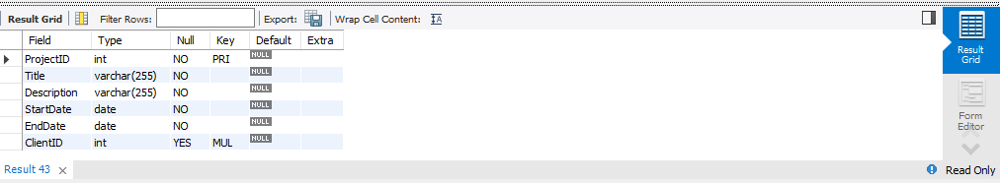 Result Grid Filter Rows: Export: Wrap Cell Content: IA
Field Type Null Key Default Extra
ProjectID int NO PRI NULL
Title varchar(255) NO NULL
Description varchar(255) NO NULL
StartDate date NO NULL
EndDate date NO NULL
ClientID int YES MUL NULL
Result Grid
Form Editor
Result 43 × Read Only